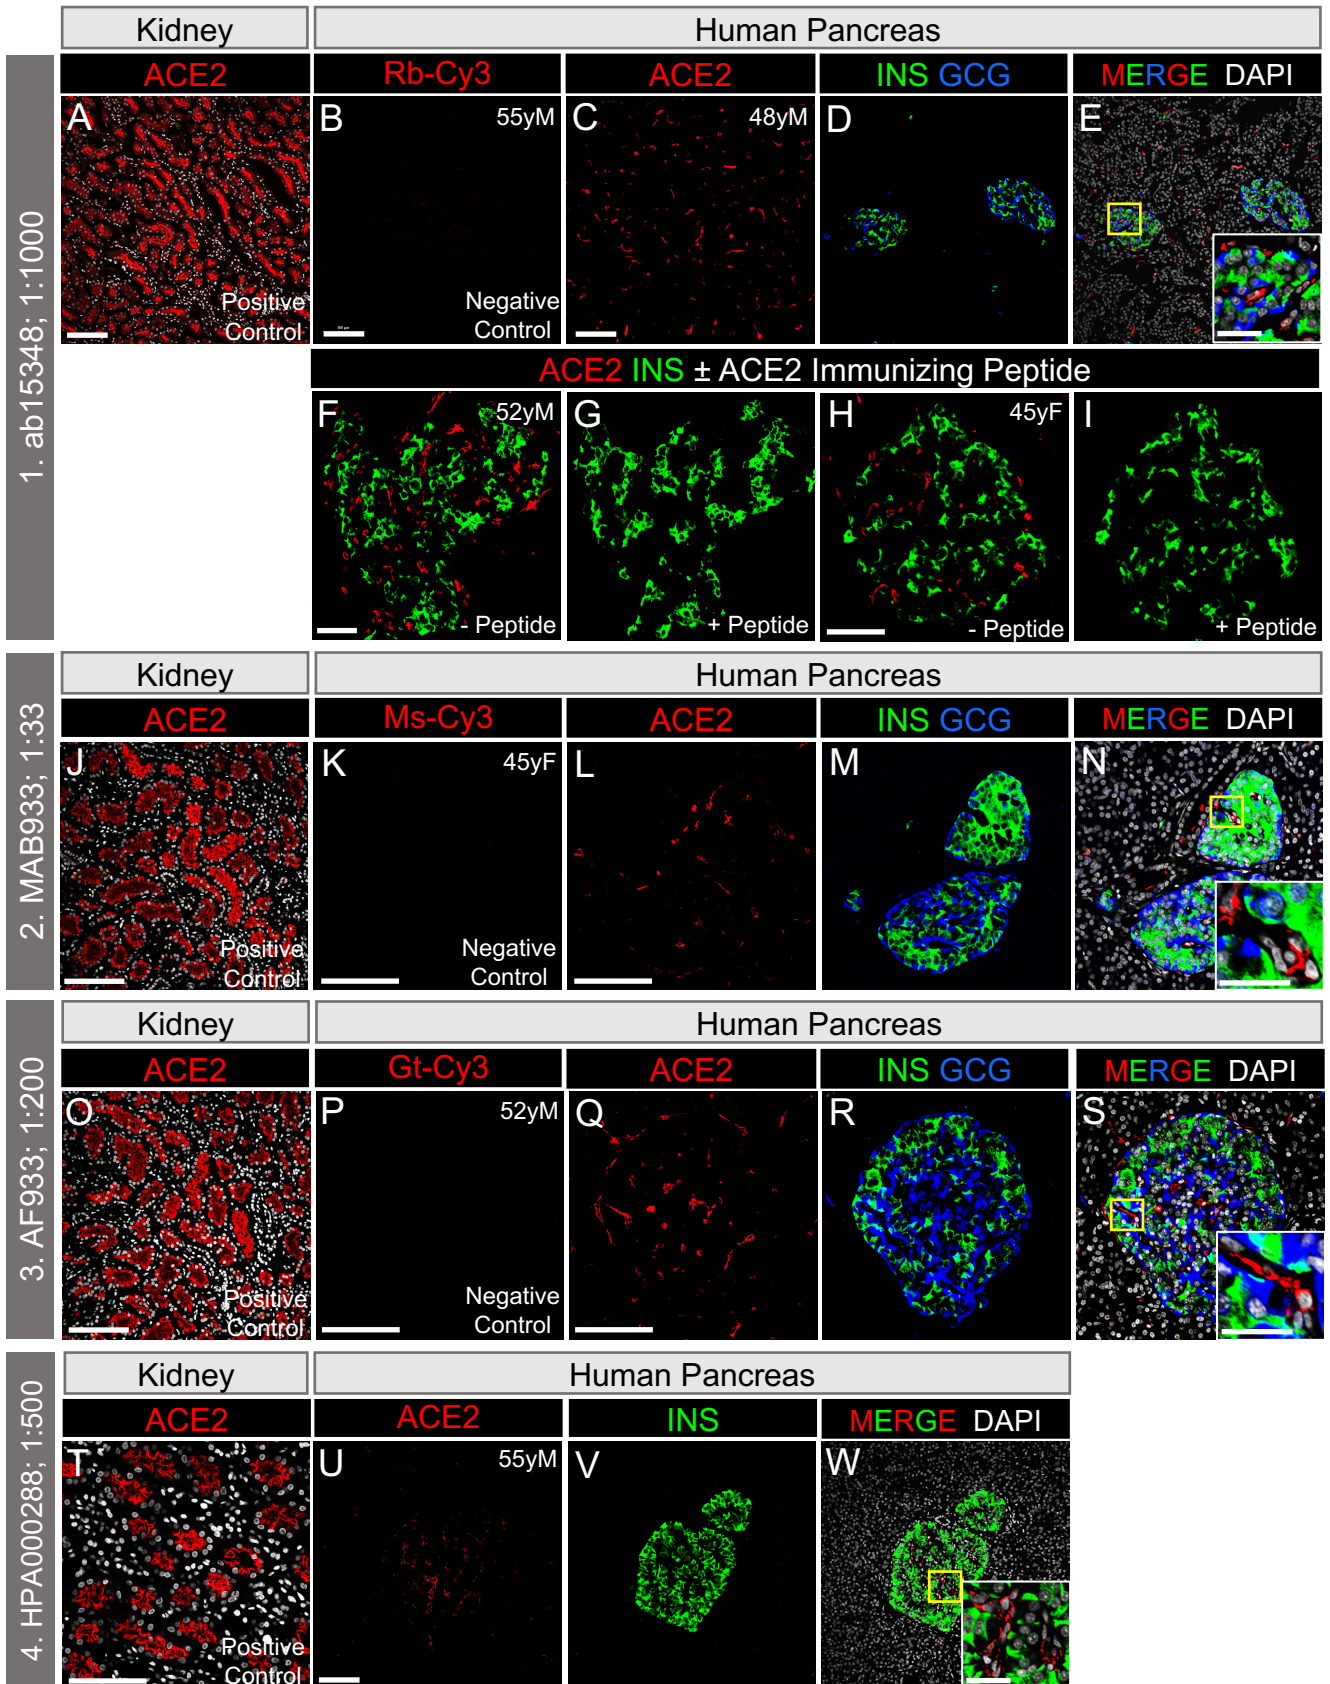 Kidney
Human Pancreas
1. ab15348; 1:1000
ACE2
Rb-Cy3
ACE2
INS GCG
MERGE DAPI
A
Positive
Control
B
55yM
Negative
Control
C
48yM
D
E
ACE2 INS ± ACE2 Immunizing Peptide
F
52yM
- Peptide
G
+ Peptide
H
45yF
- Peptide
I
+ Peptide
Kidney
Human Pancreas
2. MAB933; 1:33
ACE2
Ms-Cy3
ACE2
INS GCG
MERGE DAPI
J
Positive
Control
K
45yF
Negative
Control
L
M
N
Kidney
Human Pancreas
3. AF933; 1:200
ACE2
Gt-Cy3
ACE2
INS GCG
MERGE DAPI
O
Positive
Control
P
52yM
Negative
Control
Q
R
S
Kidney
Human Pancreas
4. HPA000288; 1:500
ACE2
ACE2
INS
MERGE DAPI
T
Positive
Control
U
55yM
V
W